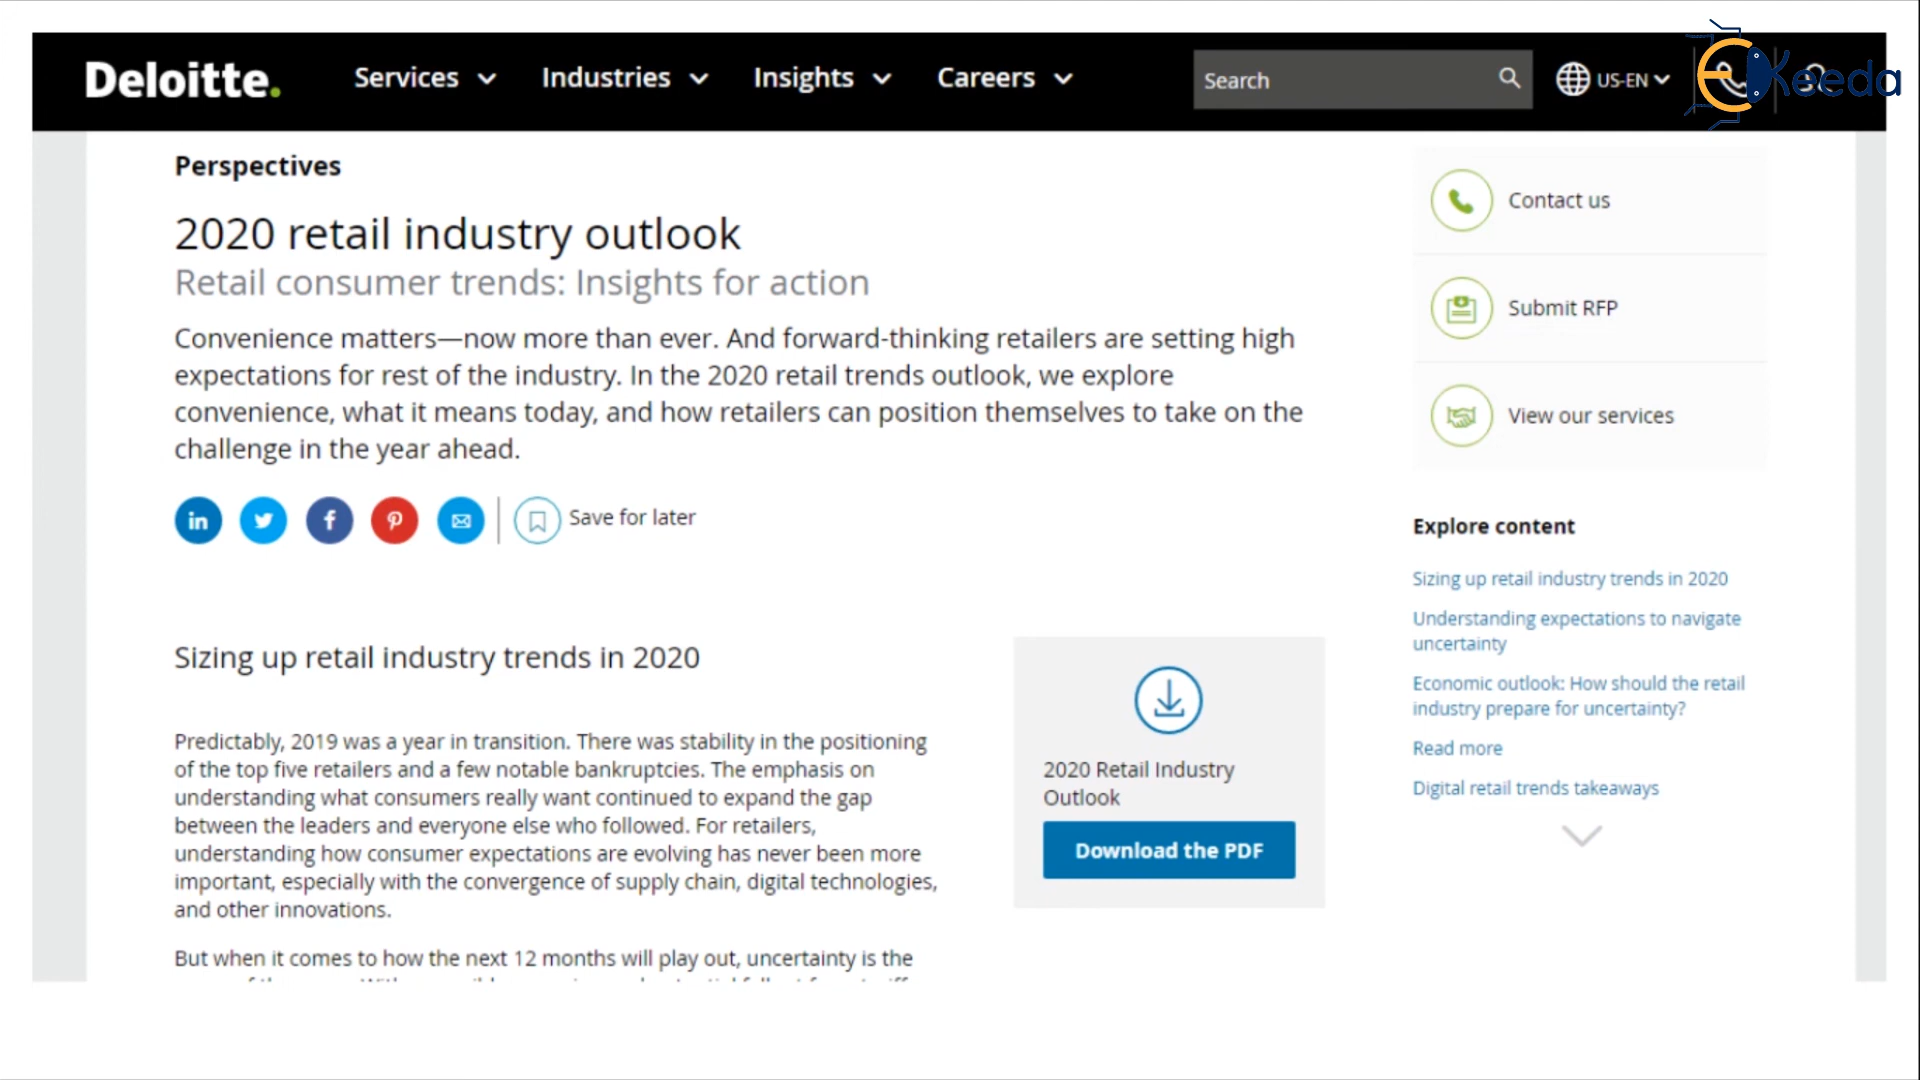 Deloitte.
Services
Industries
Insights
Careers
Search
US-EN
Keeda
Perspectives
2020 retail industry outlook
Retail consumer trends: Insights for action
Convenience matters—now more than ever. And forward-thinking retailers are setting high
expectations for rest of the industry. In the 2020 retail trends outlook, we explore
convenience, what it means today, and how retailers can position themselves to take on the
challenge in the year ahead.
Save for later
Sizing up retail industry trends in 2020
Predictably, 2019 was a year in transition. There was stability in the positioning
of the top five retailers and a few notable bankruptcies. The emphasis on
understanding what consumers really want continued to expand the gap
between the leaders and everyone else who followed. For retailers,
understanding how consumer expectations are evolving has never been more
important, especially with the convergence of supply chain, digital technologies,
and other innovations.
But when it comes to how the next 12 months will play out, uncertainty is the
2020 Retail Industry
Outlook
Download the PDF
Contact us
Submit RFP
View our services
Explore content
Sizing up retail industry trends in 2020
Understanding expectations to navigate
uncertainty
Economic outlook: How should the retail
industry prepare for uncertainty?
Read more
Digital retail trends takeaways